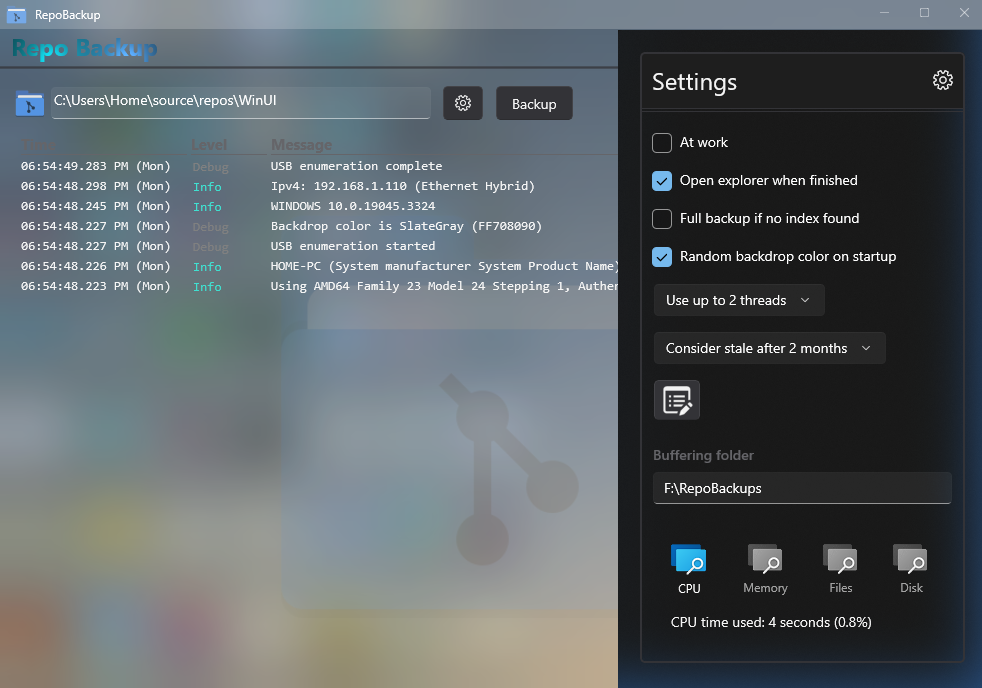 RepoBackup
Repo Backup
C:\Users\Home\source\repos\WinUI
Backup
Level Message
06:54:49.283 PM (Mon) Debug USB enumeration complete
06:54:48.298 PM (Mon) Info Ipv4: 192.168.1.110 (Ethernet Hybrid)
06:54:48.245 PM (Mon) Info WINDOWS 10.0.19045.3324
06:54:48.227 PM (Mon) Debug Backdrop color is SlateGray (FF708090)
06:54:48.227 PM (Mon) Debug USB enumeration started
06:54:48.226 PM (Mon) Info HOME-PC (System manufacturer System Product Name)
06:54:48.223 PM (Mon) Info Using AMD64 Family 23 Model 24 Stepping 1, Authen
Settings
At work
Open explorer when finished
Full backup if no index found
Random backdrop color on startup
Use up to 2 threads
Consider stale after 2 months
Buffering folder
F:\RepoBackups
CPU Memory Files Disk
CPU time used: 4 seconds (0.8%)